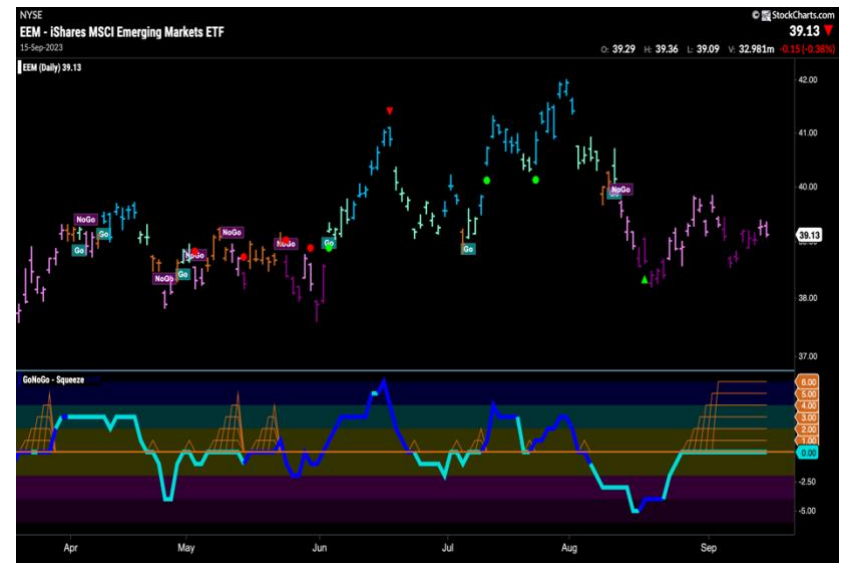 NYSE
© StockCharts.com
EEM - iShares MSCI Emerging Markets ETF
39.13
15-Sep-2023
O: 39.29 H: 39.36 L: 39.09 V: 32.981m -0.15 (-0.38%)
EEM (Daily) 39.13
42.00
41.00
NoGo
NoGo
40.00
Go
Go
NoGo
NoGo
Go
Go
39.13
NoGo
Go
Go
38.00
37.00
GoNoGo - Squeeze
6.00
5.00
4.00
3.00
2.00
1.00
0.00
-2.50
-5.00
Apr May Jun Jul Aug Sep